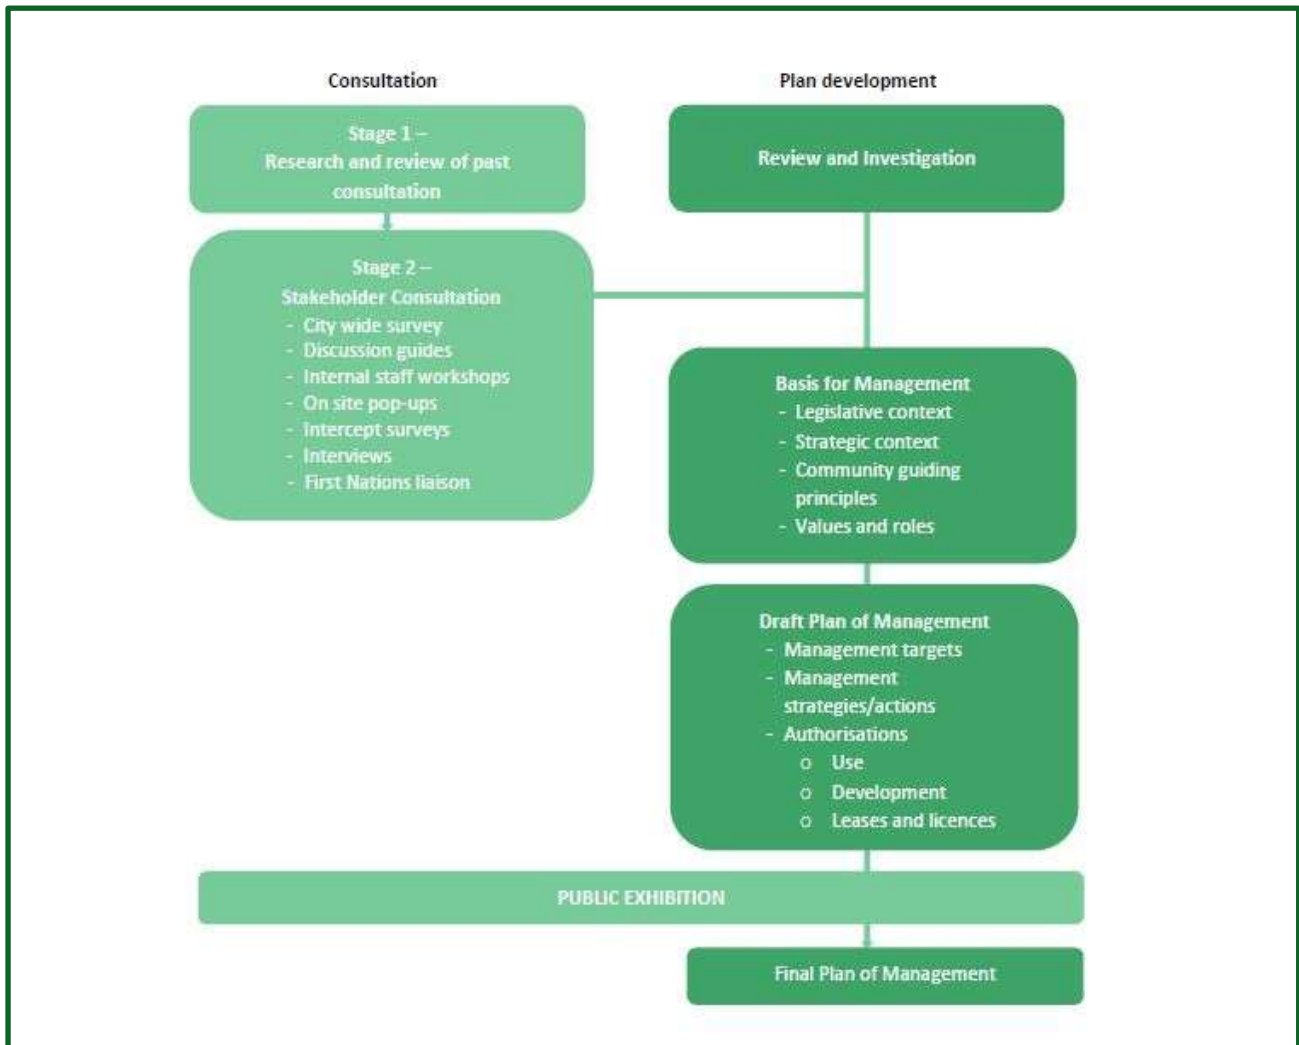 Consultation
Stage 1 –
Research and review of past
consultation
Stage 2 –
Stakeholder Consultation
- City wide survey
- Discussion guides
- Internal staff workshops
- On site pop-ups
- Intercept surveys
- Interviews
- First Nations liaison
Plan development
Review and Investigation
Basis for Management
- Legislative context
- Strategic context
- Community guiding
principles
- Values and roles
Draft Plan of Management
- Management targets
- Management
strategies/actions
- Authorisations
o Use
o Development
o Leases and licences
PUBLIC EXHIBITION
Final Plan of Management